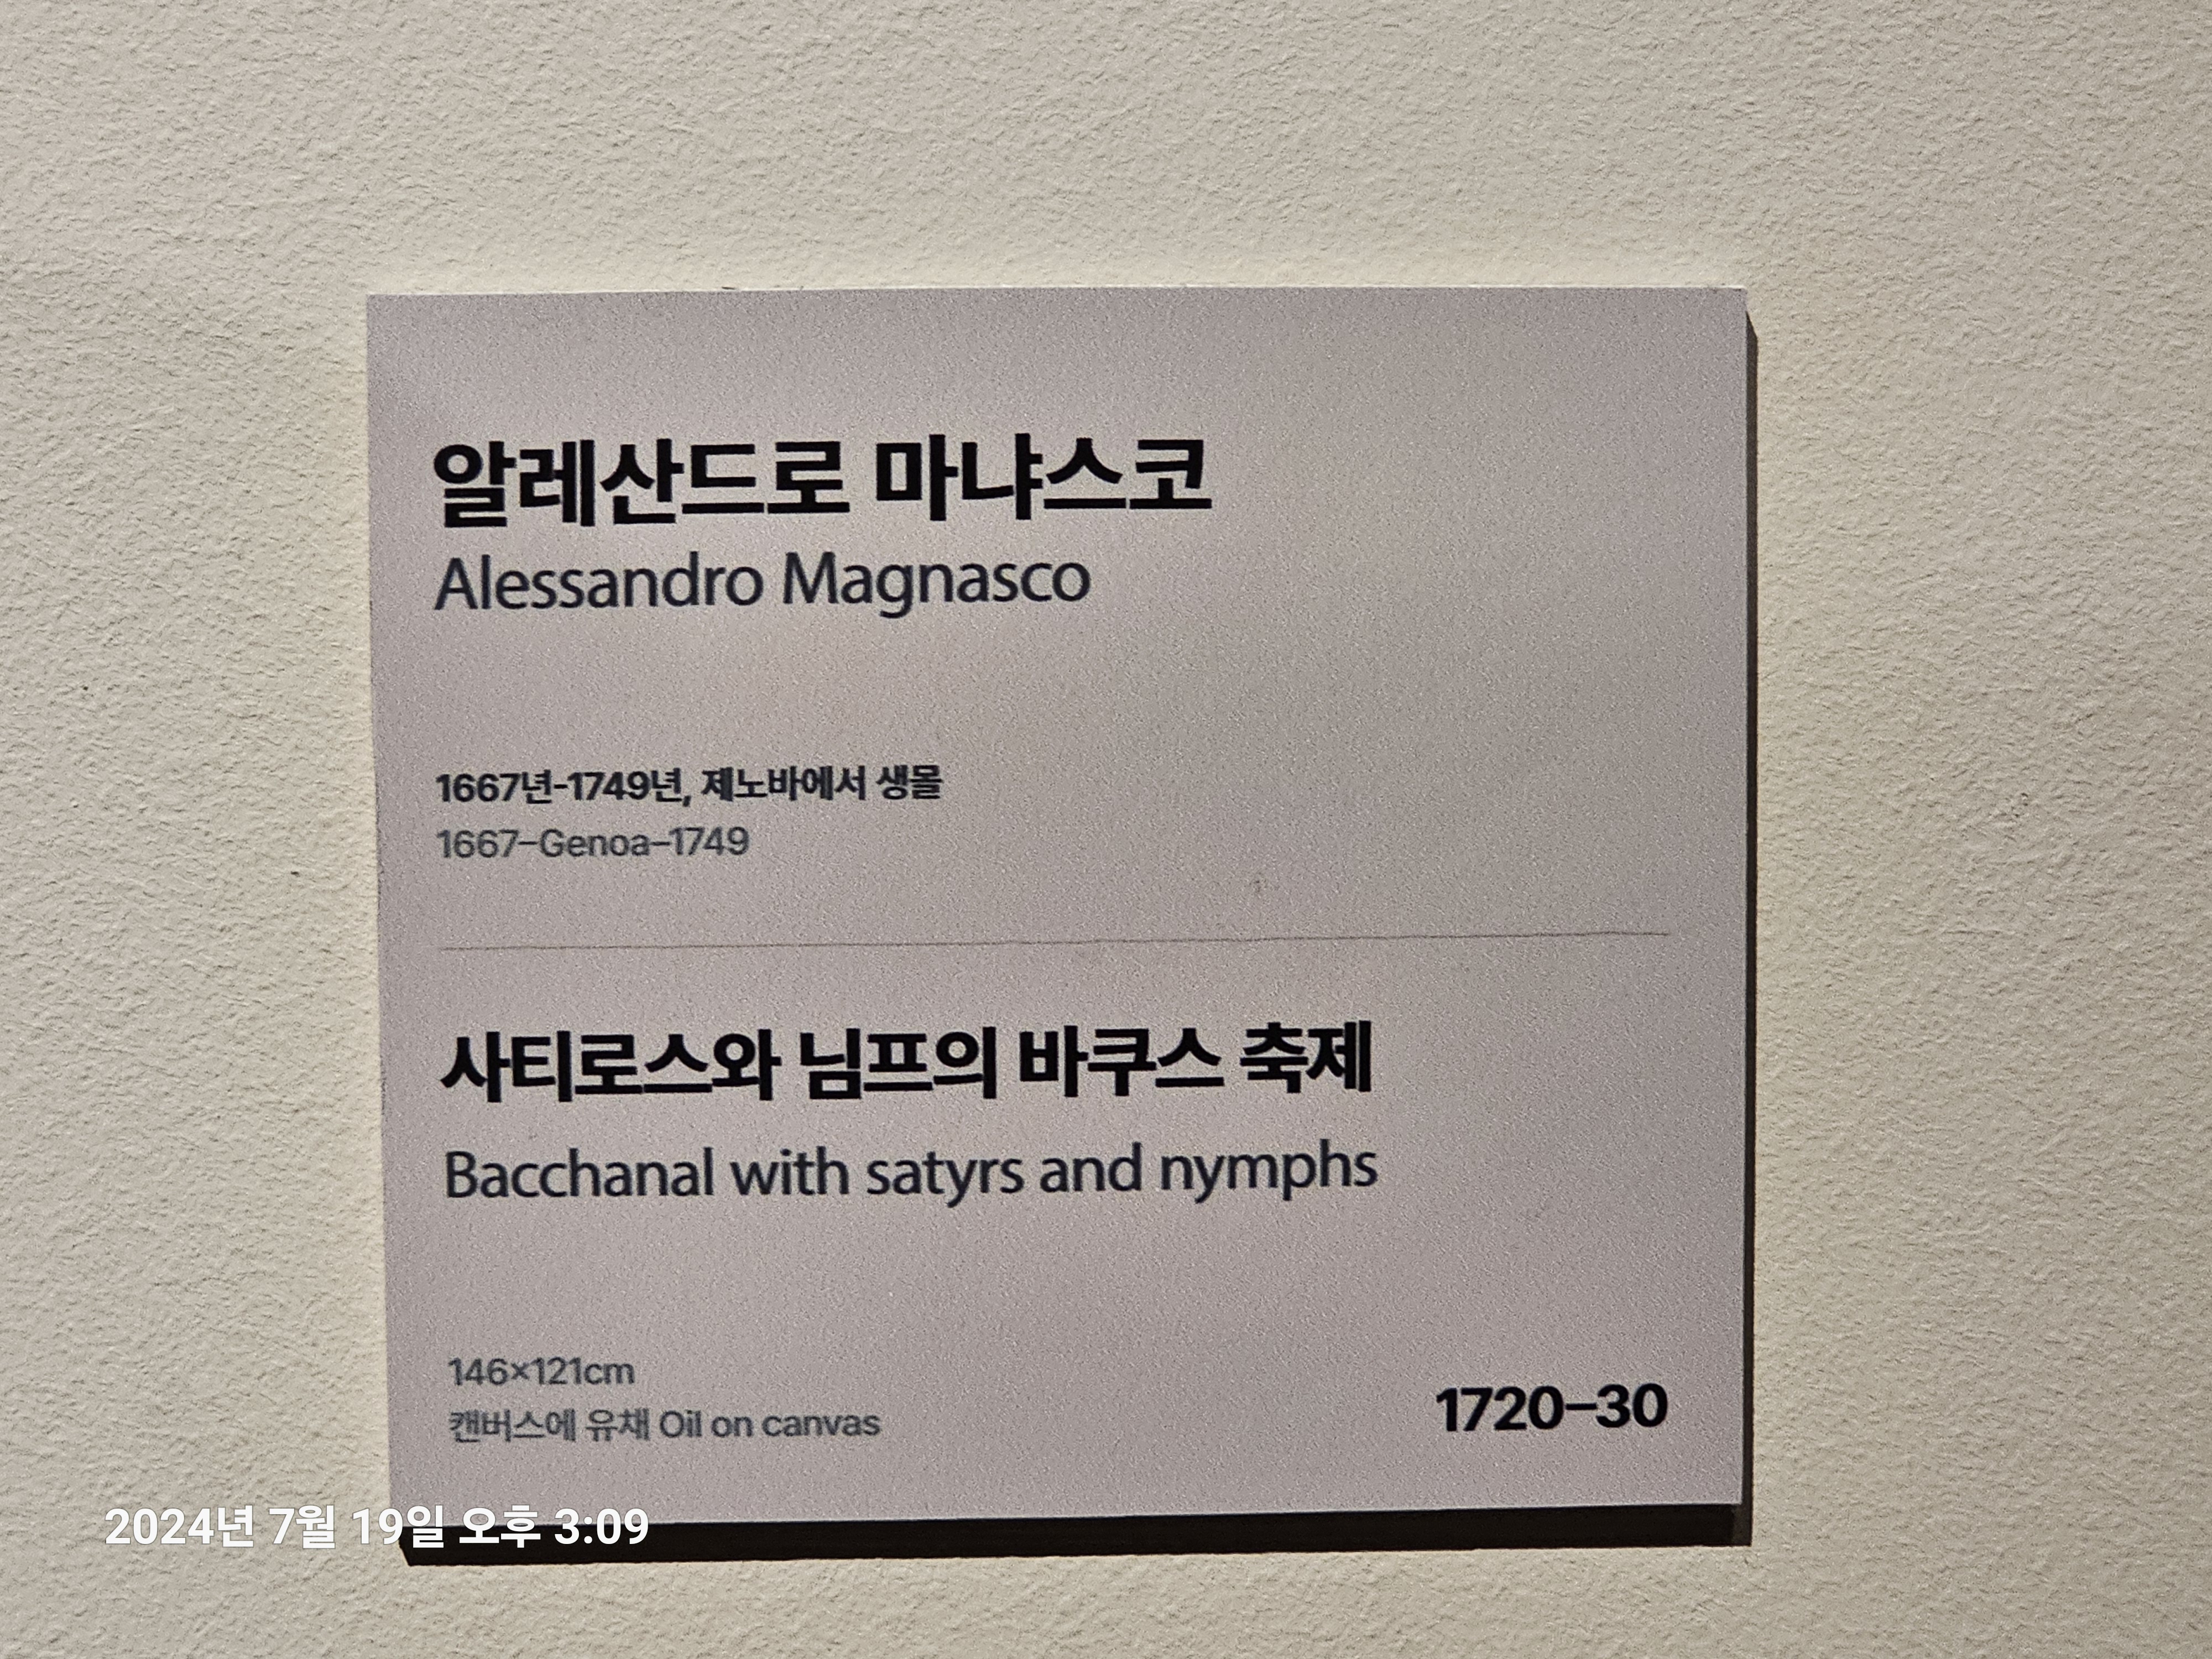 알레산드로 마냐스코
Alessandro Magnasco
1667년-1749년, 제노바에서 생몰
1667–Genoa–1749
사티로스와 님프의 바쿠스 축제
Bacchanal with satyrs and nymphs
146×121cm
캔버스에 유채 Oil on canvas
1720–30
2024년 7월 19일 오후 3:09